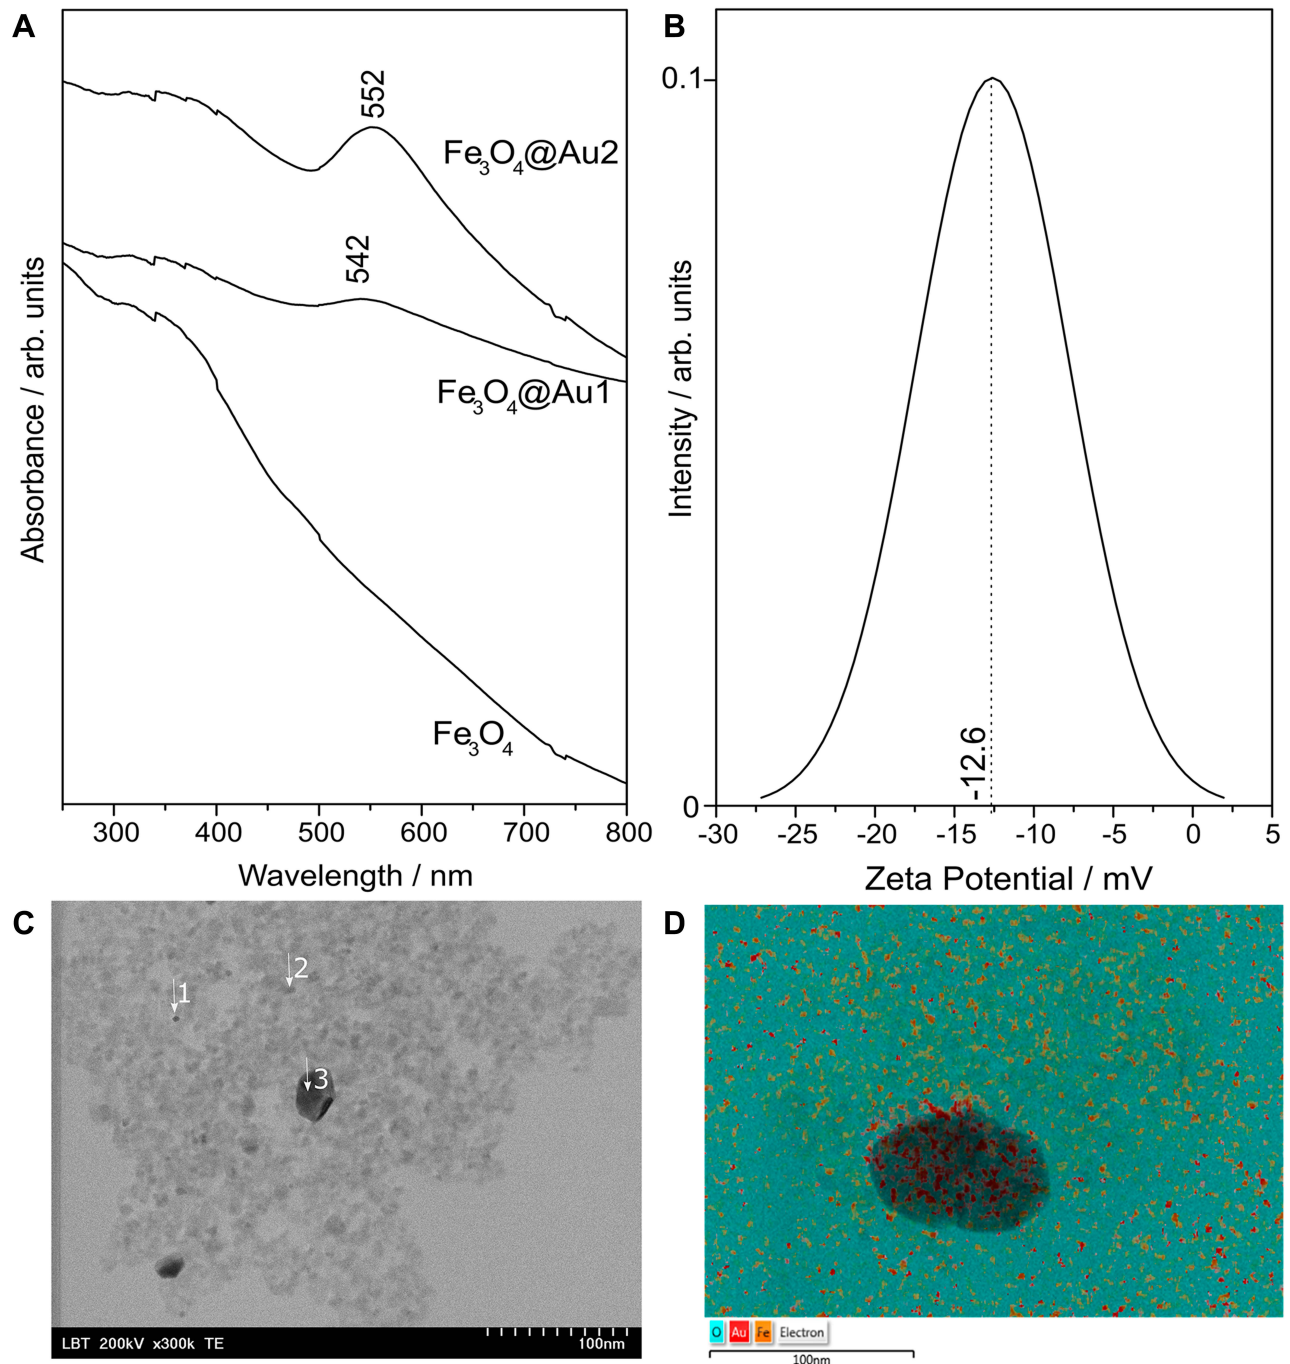 A
552
Fe3O4@Au2
542
Fe3O4@Au1
Fe3O4
Absorbance / arb. units
300 400 500 600 700 800
Wavelength / nm
B
0.1
0
Intensity / arb. units
-12.6
-30 -25 -20 -15 -10 -5 0 5
Zeta Potential / mV
C
1
2
3
LBT 200kV x300k TE
100nm
D
O Au Fe Electron
100nm